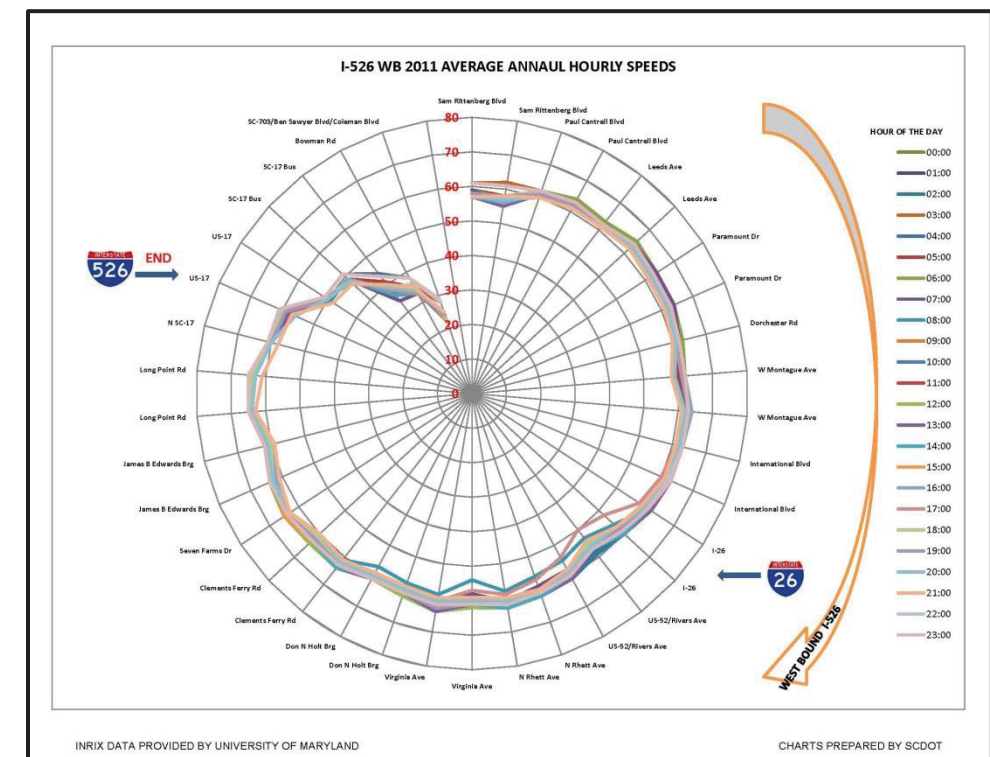 I-526 WB 2011 AVERAGE ANNAUL HOURLY SPEEDS
Sam Rittenberg Blvd
Sam Rittenberg Blvd
Paul Cantrell Blvd
Paul Cantrell Blvd
Leeds Ave
Leeds Ave
Paramount Dr
Paramount Dr
Dorchester Rd
W Montague Ave
W Montague Ave
International Blvd
International Blvd
I-26
I-26
US-52/Rivers Ave
US-52/Rivers Ave
N Rhett Ave
N Rhett Ave
Virginia Ave
Virginia Ave
Don N Holt Brg
Don N Holt Brg
Clements Ferry Rd
Clements Ferry Rd
Seven Farms Dr
James B Edwards Brg
James B Edwards Brg
Long Point Rd
Long Point Rd
N SC-17
US-17
US-17
SC-17 Bus
SC-17 Bus
Bowman Rd
SC-703/Ben Sawyer Blvd/Coleman Blvd
80
70
60
50
40
30
20
10
0
INTERSTATE
526
END
INTERSTATE
26
WEST BOUND I-526
HOUR OF THE DAY
00:00
01:00
02:00
03:00
04:00
05:00
06:00
07:00
08:00
09:00
10:00
11:00
12:00
13:00
14:00
15:00
16:00
17:00
18:00
19:00
20:00
21:00
22:00
23:00
INRIX DATA PROVIDED BY UNIVERSITY OF MARYLAND
CHARTS PREPARED BY SCDOT